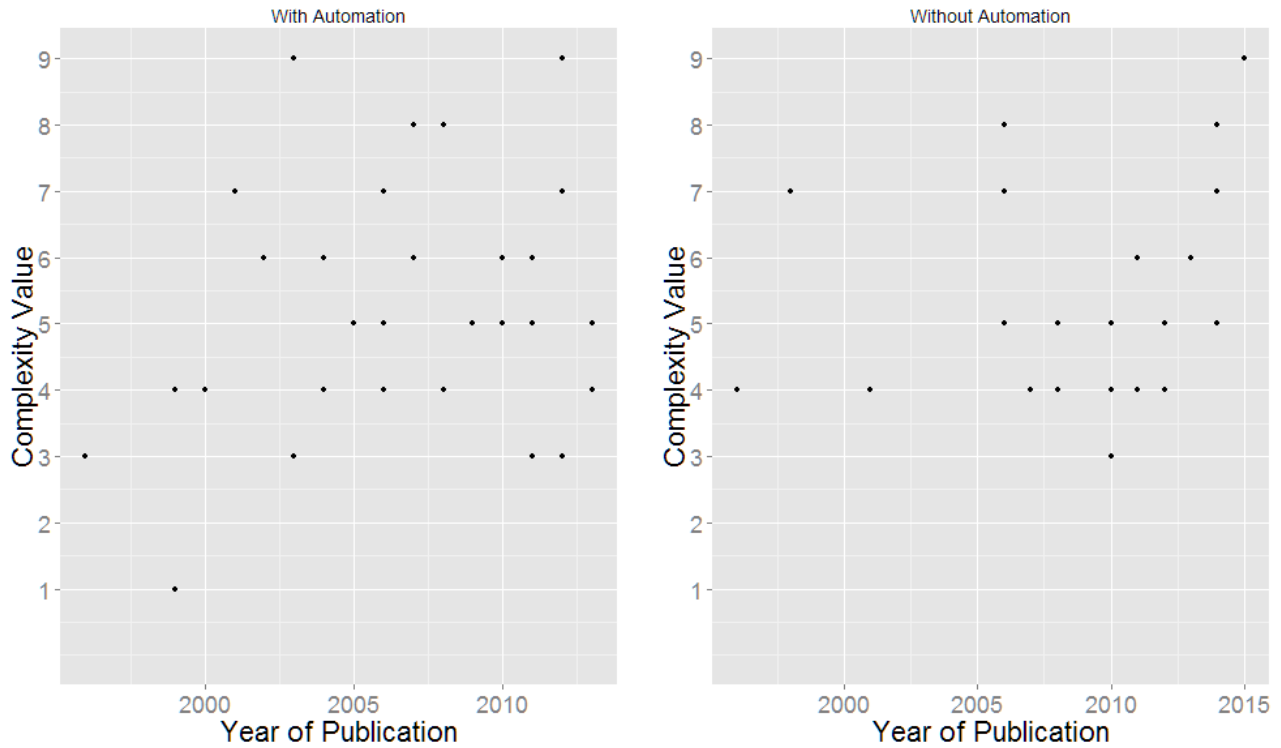 With Automation
Complexity Value
9
8
7
6
5
4
3
2
1
2000 2005 2010
Year of Publication
Without Automation
Complexity Value
9
8
7
6
5
4
3
2
1
2000 2005 2010 2015
Year of Publication